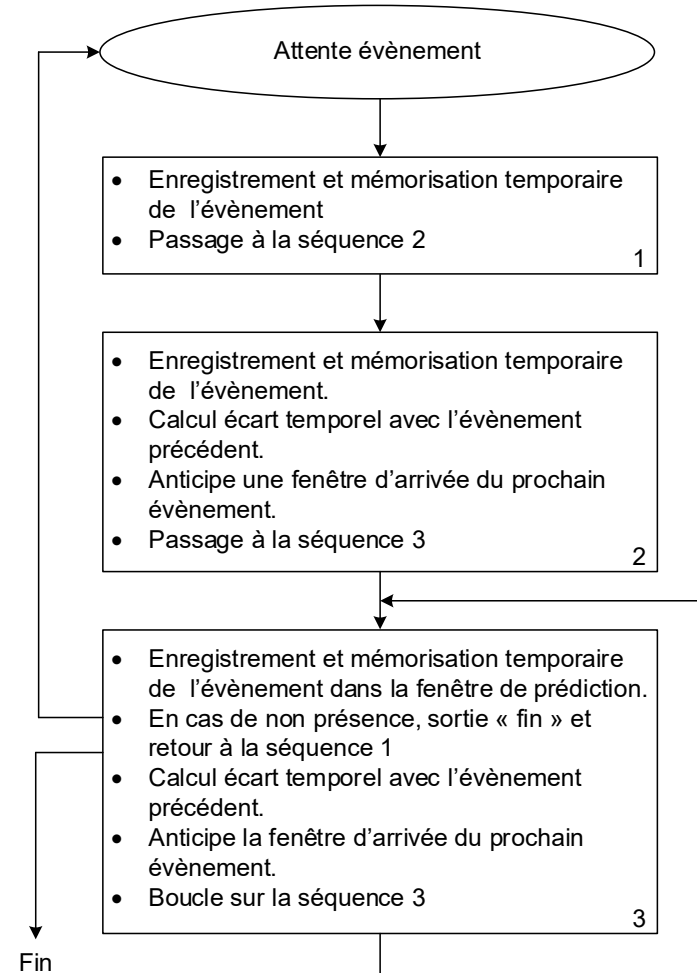 Attente évènement
• Enregistrement et mémorisation temporaire
de l’évènement
• Passage à la séquence 2
1
• Enregistrement et mémorisation temporaire
de l’évènement.
• Calcul écart temporel avec l’évènement
précédent.
• Anticipe une fenêtre d’arrivée du prochain
évènement.
• Passage à la séquence 3
2
• Enregistrement et mémorisation temporaire
de l’évènement dans la fenêtre de prédiction.
• En cas de non présence, sortie « fin » et
retour à la séquence 1
• Calcul écart temporel avec l’évènement
précédent.
• Anticipe la fenêtre d’arrivée du prochain
évènement.
• Boucle sur la séquence 3
3
Fin